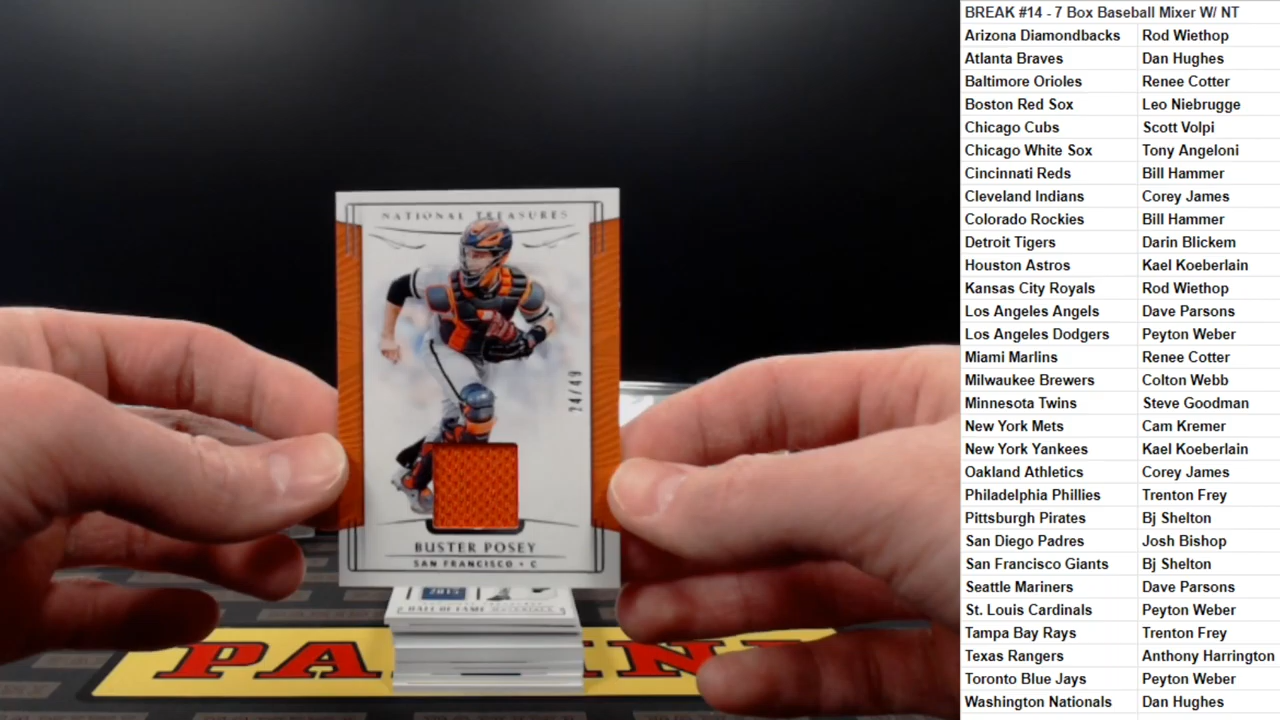 NATIONAL TREASURES
24/49
BUSTER POSEY
SAN FRANCISCO • C
2015
HALL OF FAME
PANINI
BREAK #14 - 7 Box Baseball Mixer W/ NT
Arizona Diamondbacks Rod Wiethop
Atlanta Braves Dan Hughes
Baltimore Orioles Renee Cotter
Boston Red Sox Leo Niebrugge
Chicago Cubs Scott Volpi
Chicago White Sox Tony Angeloni
Cincinnati Reds Bill Hammer
Cleveland Indians Corey James
Colorado Rockies Bill Hammer
Detroit Tigers Darin Blickem
Houston Astros Kael Koeberlain
Kansas City Royals Rod Wiethop
Los Angeles Angels Dave Parsons
Los Angeles Dodgers Peyton Weber
Miami Marlins Renee Cotter
Milwaukee Brewers Colton Webb
Minnesota Twins Steve Goodman
New York Mets Cam Kremer
New York Yankees Kael Koeberlain
Oakland Athletics Corey James
Philadelphia Phillies Trenton Frey
Pittsburgh Pirates Bj Shelton
San Diego Padres Josh Bishop
San Francisco Giants Bj Shelton
Seattle Mariners Dave Parsons
St. Louis Cardinals Peyton Weber
Tampa Bay Rays Trenton Frey
Texas Rangers Anthony Harrington
Toronto Blue Jays Peyton Weber
Washington Nationals Dan Hughes